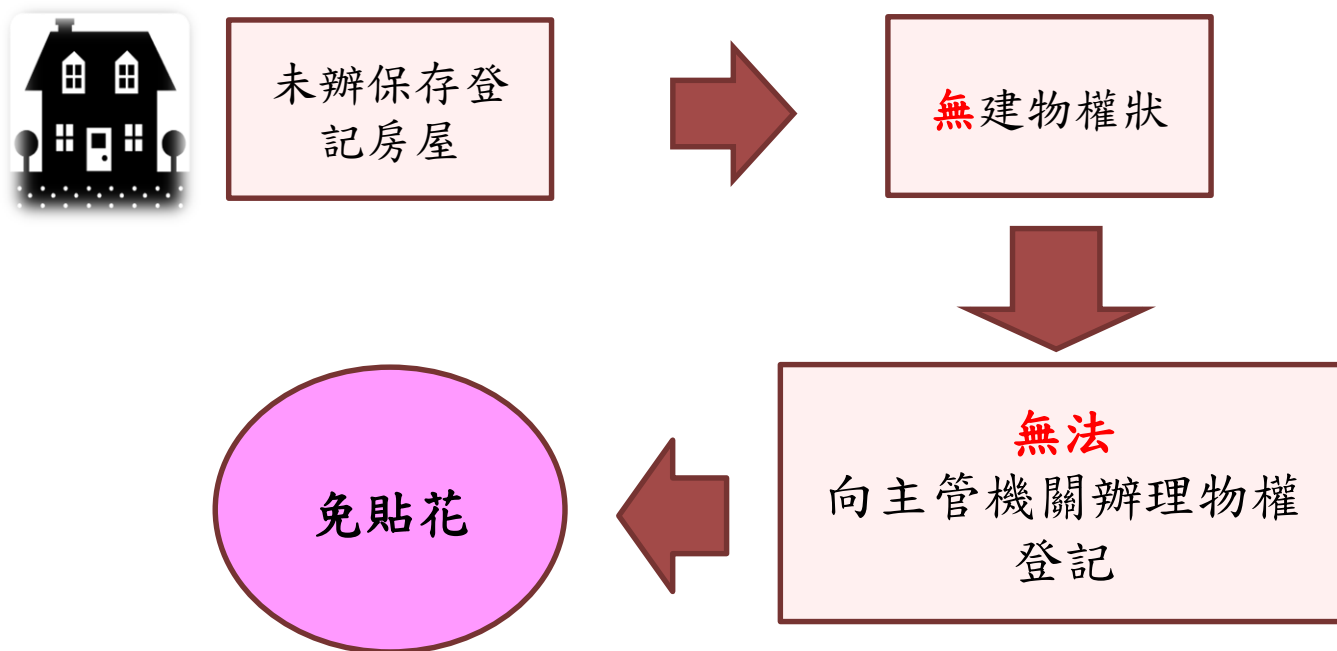 未辦保存登
記房屋
無建物權狀
無法
向主管機關辦理物權
登記
免貼花